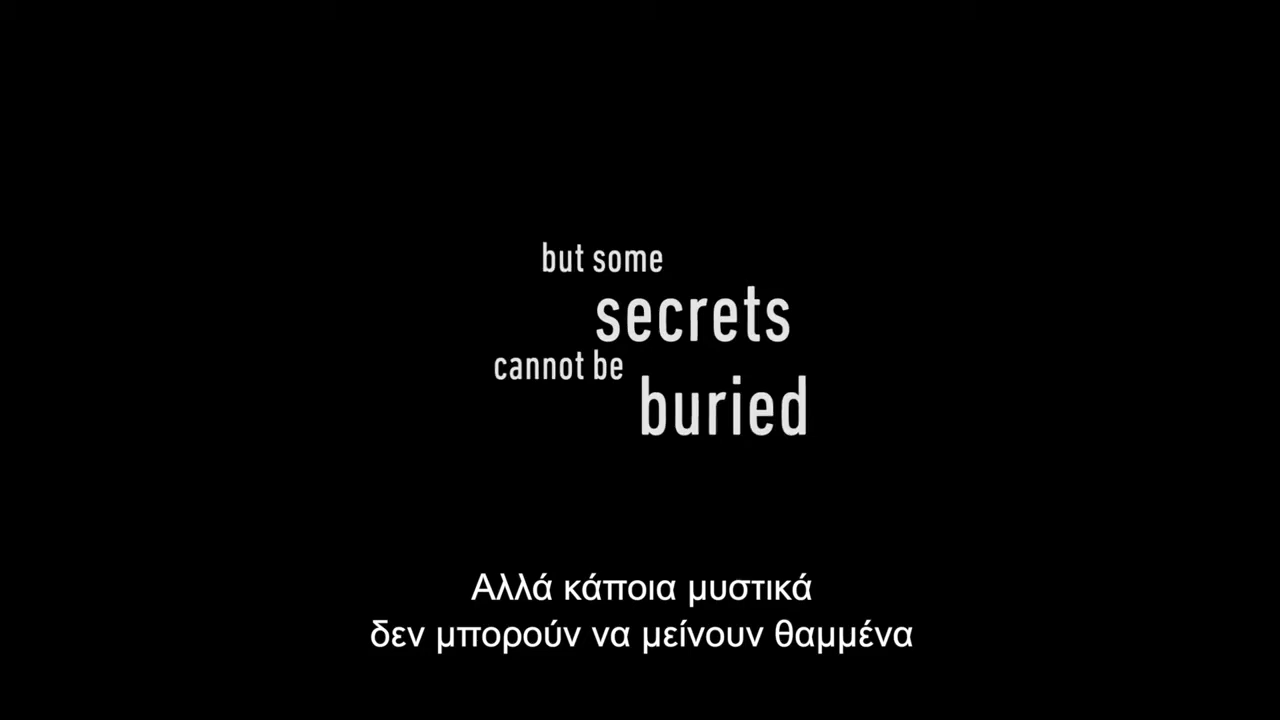 but some
secrets
cannot be
buried
Αλλά κάποια μυστικά
δεν μπορούν να μείνουν θαμμένα